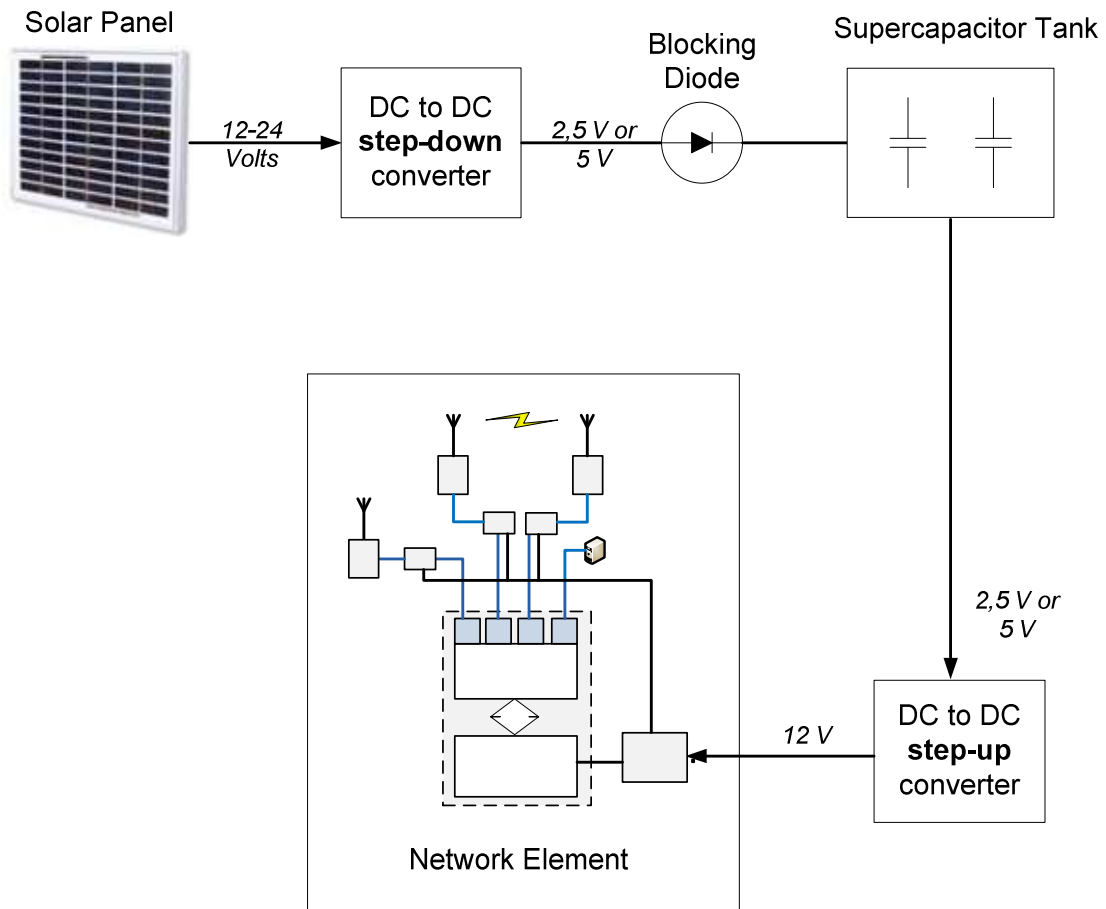 Solar Panel
12-24
Volts
DC to DC
step-down
converter
2,5 V or
5 V
Blocking
Diode
Supercapacitor Tank
2,5 V or
5 V
DC to DC
step-up
converter
12 V
Network Element